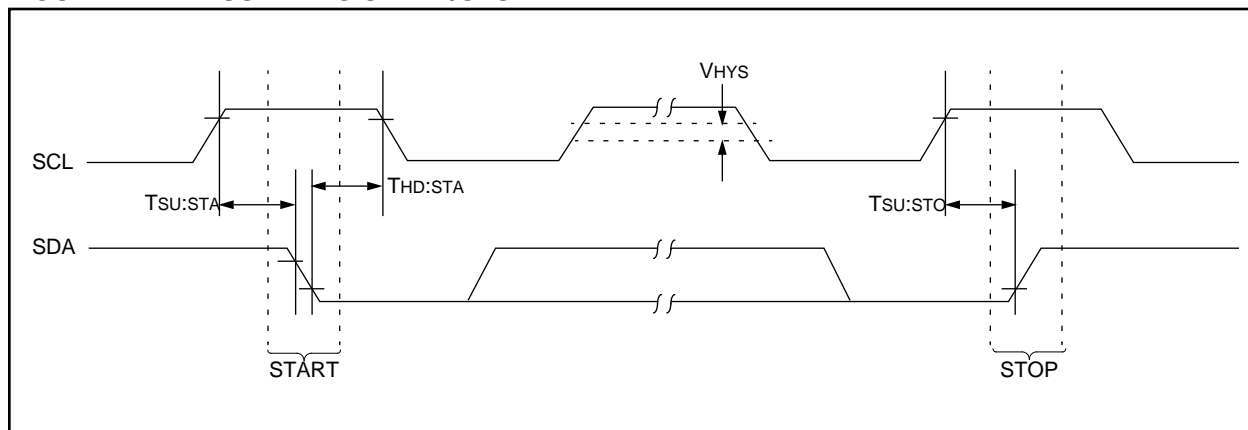 VHYS
SCL
THD:STA
TSU:STA
TSU:STO
SDA
START
STOP